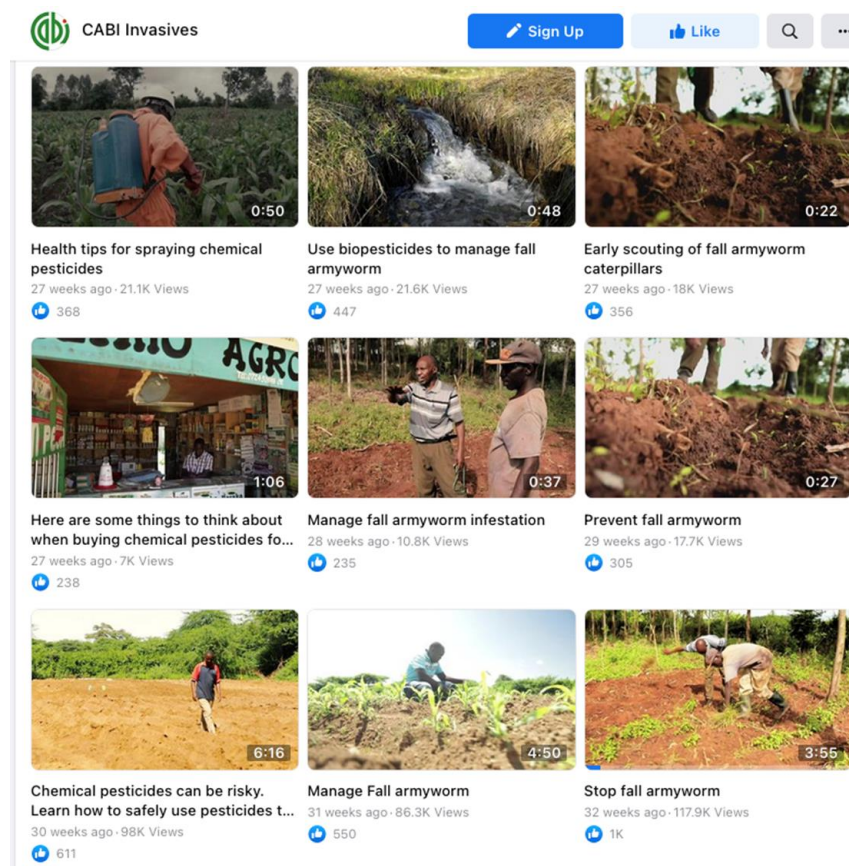 CABI Invasives
Sign Up
Like
0:50
0:48
0:22
Health tips for spraying chemical
pesticides
27 weeks ago · 21.1K Views
368
Use biopesticides to manage fall
armyworm
27 weeks ago · 21.6K Views
447
Early scouting of fall armyworm
caterpillars
27 weeks ago · 18K Views
356
AGRO
1:06
0:37
0:27
Here are some things to think about
when buying chemical pesticides fo...
27 weeks ago · 7K Views
238
Manage fall armyworm infestation
28 weeks ago · 10.8K Views
235
Prevent fall armyworm
29 weeks ago · 17.7K Views
305
6:16
4:50
3:55
Chemical pesticides can be risky.
Learn how to safely use pesticides t...
30 weeks ago · 98K Views
611
Manage Fall armyworm
31 weeks ago · 86.3K Views
550
Stop fall armyworm
32 weeks ago · 117.9K Views
1K